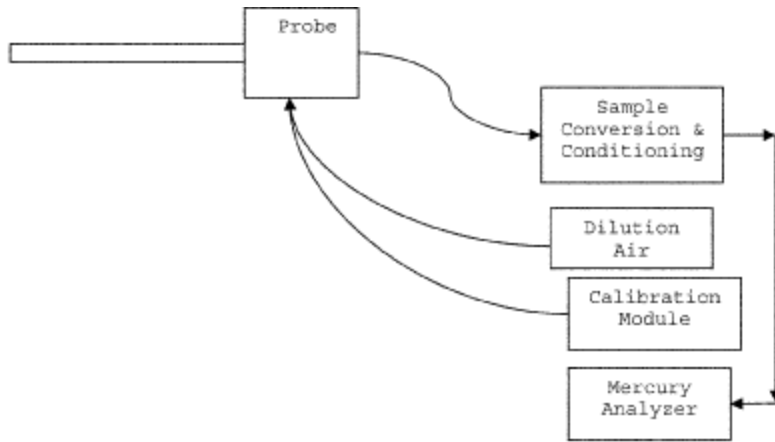 Probe
Sample
Conversion &
Conditioning
Dilution
Air
Calibration
Module
Mercury
Analyzer